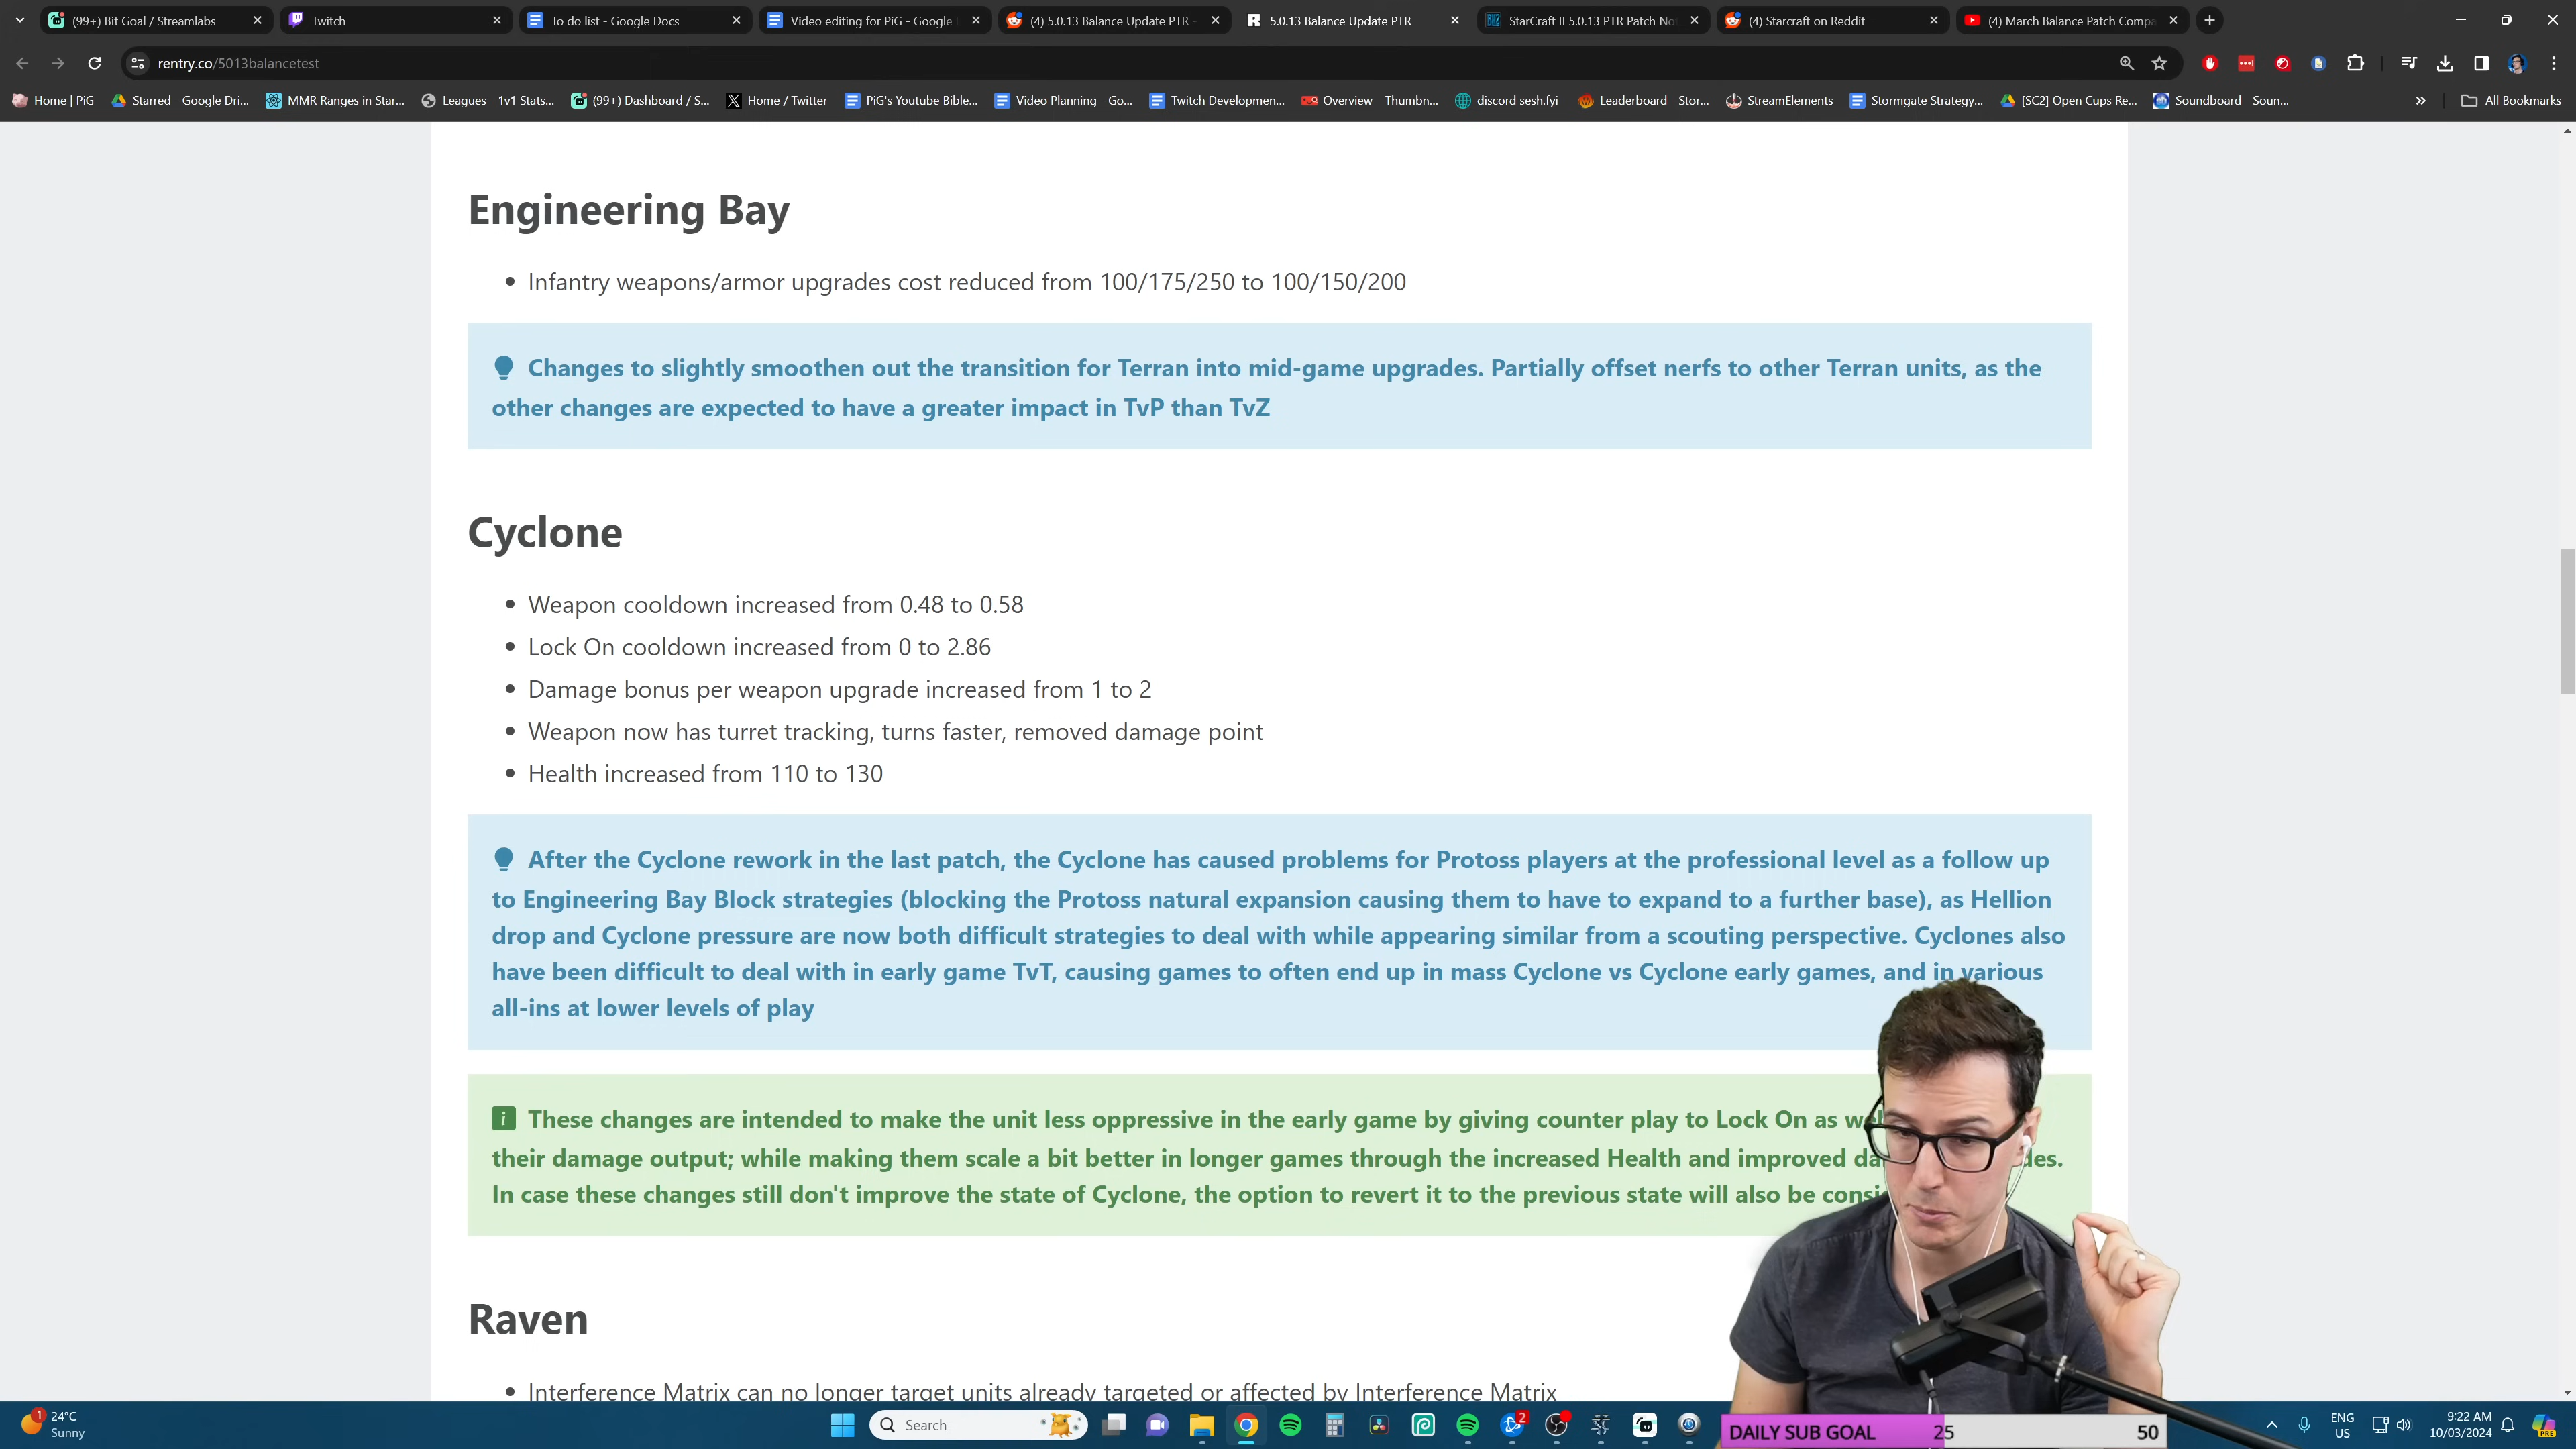 (99+) Bit Goal / Streamlabs
Twitch
To do list - Google Docs
Video editing for PiG - Google
(4) 5.0.13 Balance Update PTR -
5.0.13 Balance Update PTR
StarCraft II 5.0.13 PTR Patch No
(4) Starcraft on Reddit
(4) March Balance Patch Compa
rentry.co/5013balancetest
Home | PiG
Starred - Google Dri...
MMR Ranges in Star...
Leagues - 1v1 Stats...
(99+) Dashboard / S...
Home / Twitter
PiG's Youtube Bible...
Video Planning - Go...
Twitch Developmen...
Overview – Thumbn...
discord sesh.fyi
Leaderboard - Stor...
StreamElements
Stormgate Strategy...
[SC2] Open Cups Re...
Soundboard - Soun...
All Bookmarks
Engineering Bay
• Infantry weapons/armor upgrades cost reduced from 100/175/250 to 100/150/200
Changes to slightly smoothen out the transition for Terran into mid-game upgrades. Partially offset nerfs to other Terran units, as the
other changes are expected to have a greater impact in TvP than TvZ
Cyclone
• Weapon cooldown increased from 0.48 to 0.58
• Lock On cooldown increased from 0 to 2.86
• Damage bonus per weapon upgrade increased from 1 to 2
• Weapon now has turret tracking, turns faster, removed damage point
• Health increased from 110 to 130
After the Cyclone rework in the last patch, the Cyclone has caused problems for Protoss players at the professional level as a follow up
to Engineering Bay Block strategies (blocking the Protoss natural expansion causing them to have to expand to a further base), as Hellion
drop and Cyclone pressure are now both difficult strategies to deal with while appearing similar from a scouting perspective. Cyclones also
have been difficult to deal with in early game TvT, causing games to often end up in mass Cyclone vs Cyclone early games, and in various
all-ins at lower levels of play
i These changes are intended to make the unit less oppressive in the early game by giving counter play to Lock On as
their damage output; while making them scale a bit better in longer games through the increased Health and improved
In case these changes still don't improve the state of Cyclone, the option to revert it to the previous state will also be
Raven
• Interference Matrix can no longer target units already targeted or affected by Interference Matrix
1
24°C
Sunny
Search
2
DAILY SUB GOAL 25 50
ENG
US
9:22 AM
10/03/2024
PRE